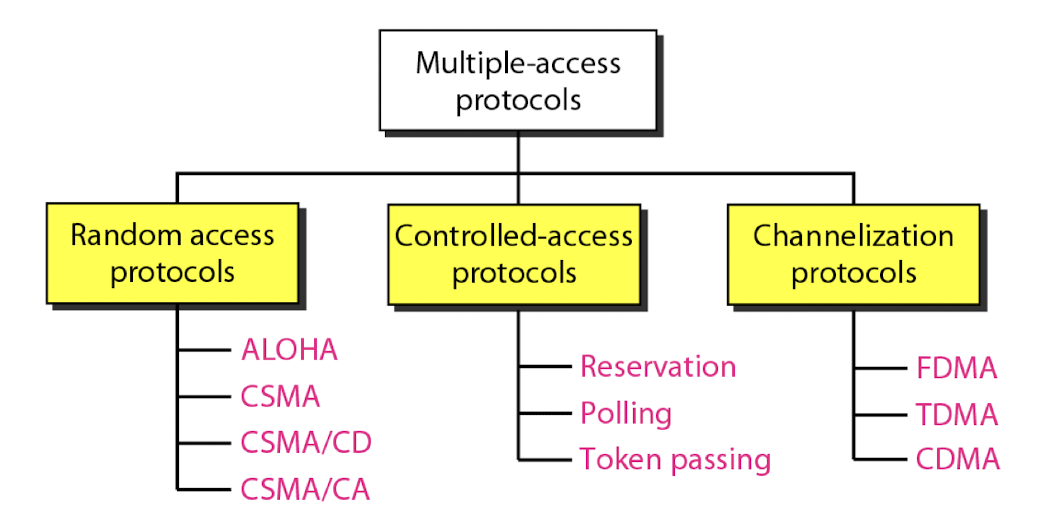 Multiple-access
protocols
Random access
protocols
Controlled-access
protocols
Channelization
protocols
ALOHA
CSMA
CSMA/CD
CSMA/CA
Reservation
Polling
Token passing
FDMA
TDMA
CDMA